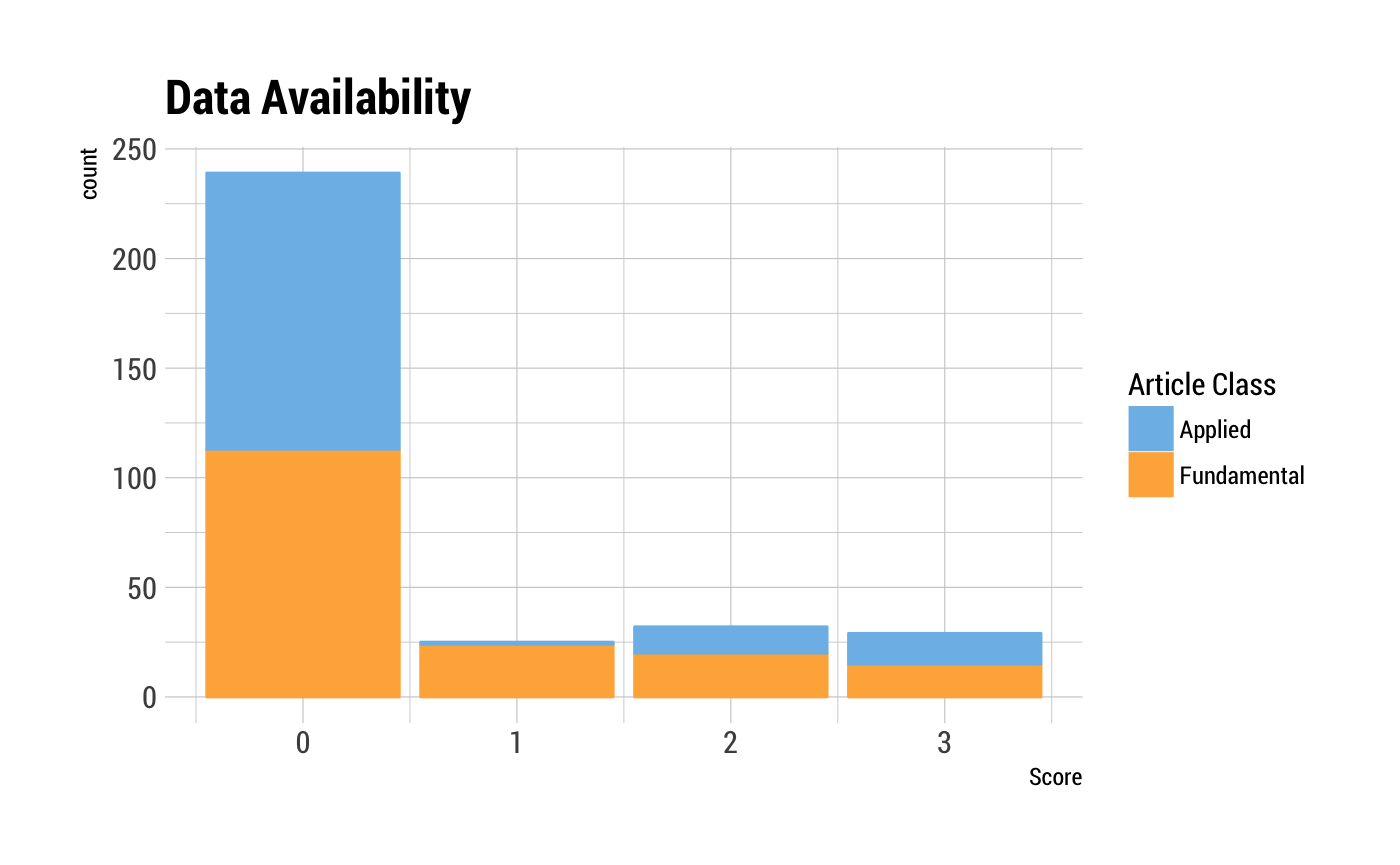 Data Availability
count
250
200
150
100
50
0
0 1 2 3
Score
Article Class
Applied
Fundamental